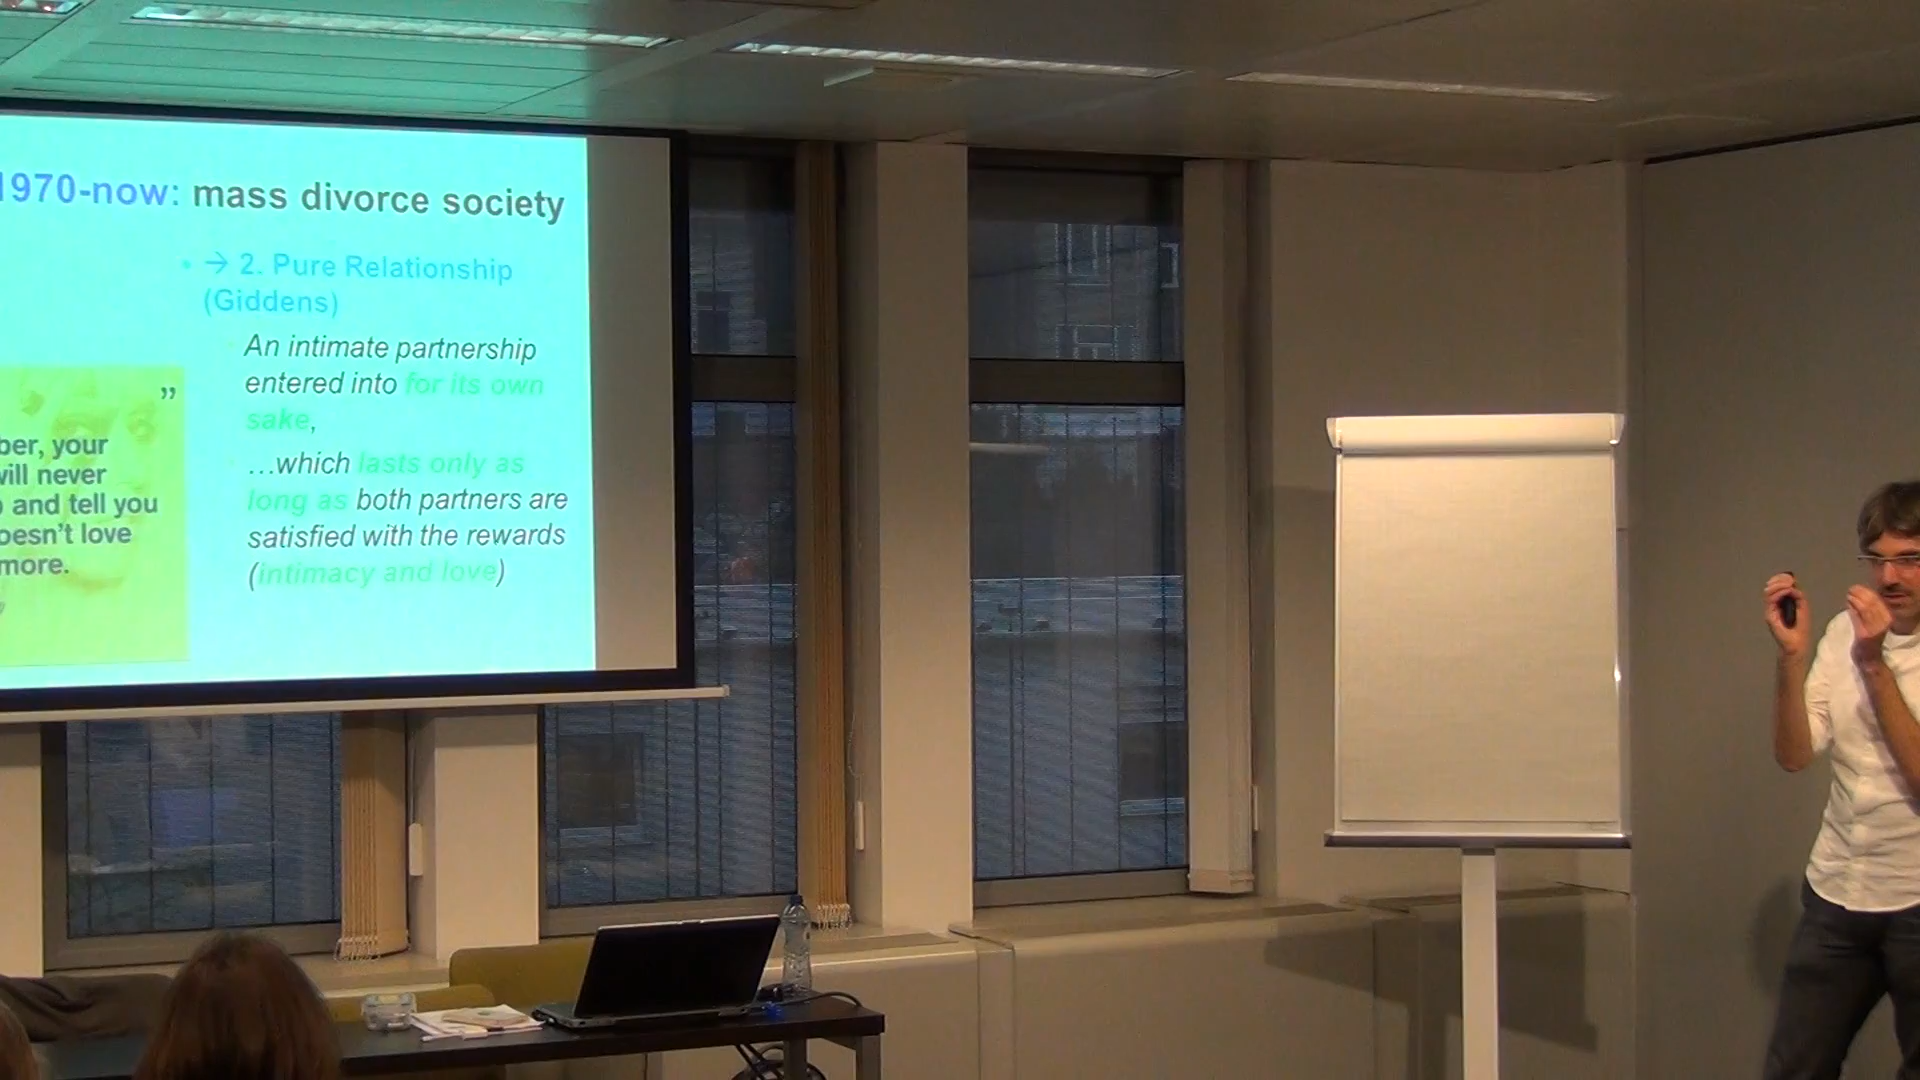 1970-now: mass divorce society
• → 2. Pure Relationship
(Giddens)
An intimate partnership
entered into for its own
sake,
...which lasts only as
long as both partners are
satisfied with the rewards
(intimacy and love)
”
your
will never
and tell you
doesn't love
more.